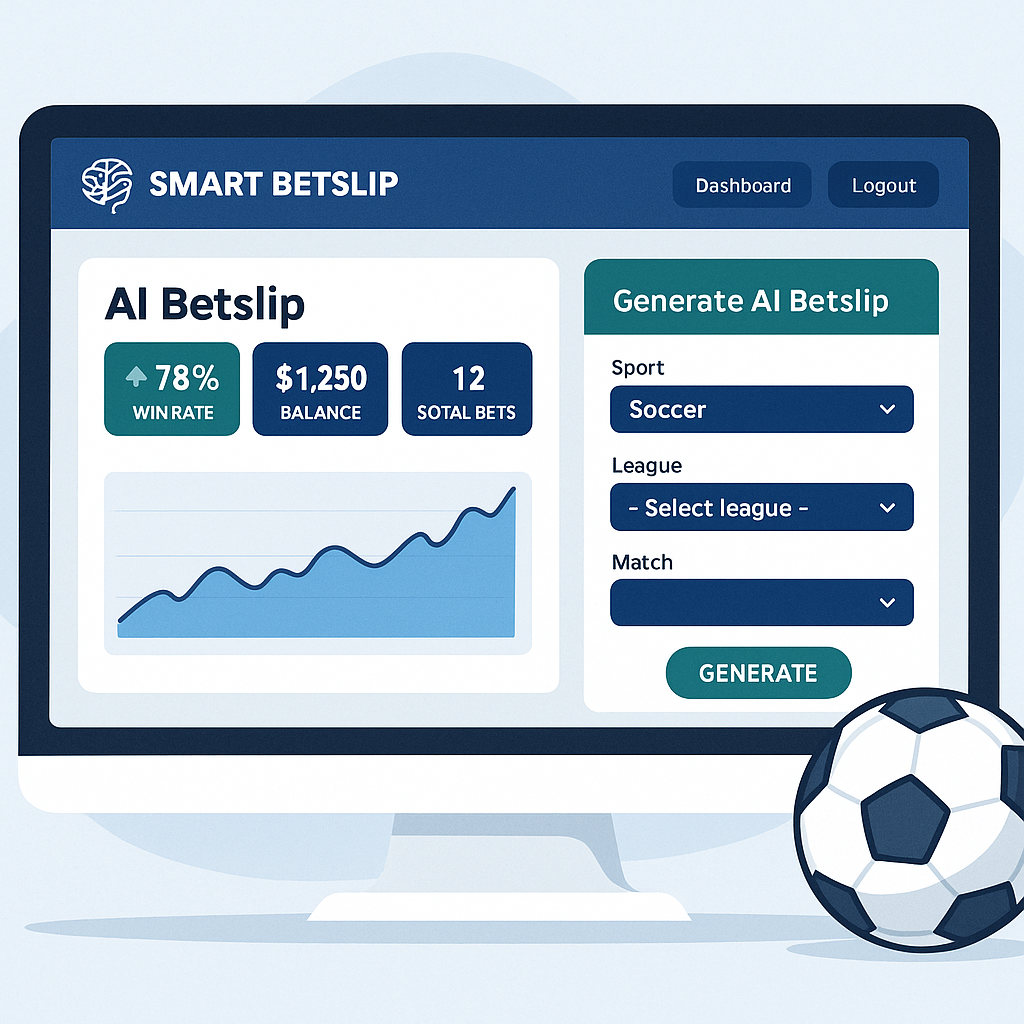 SMART BETSLIP
Dashboard
Logout
AI Betslip
78%
WIN RATE
$1,250
BALANCE
12
SOTAL BETS
Generate AI Betslip
Sport
Soccer
League
- Select league -
Match
GENERATE